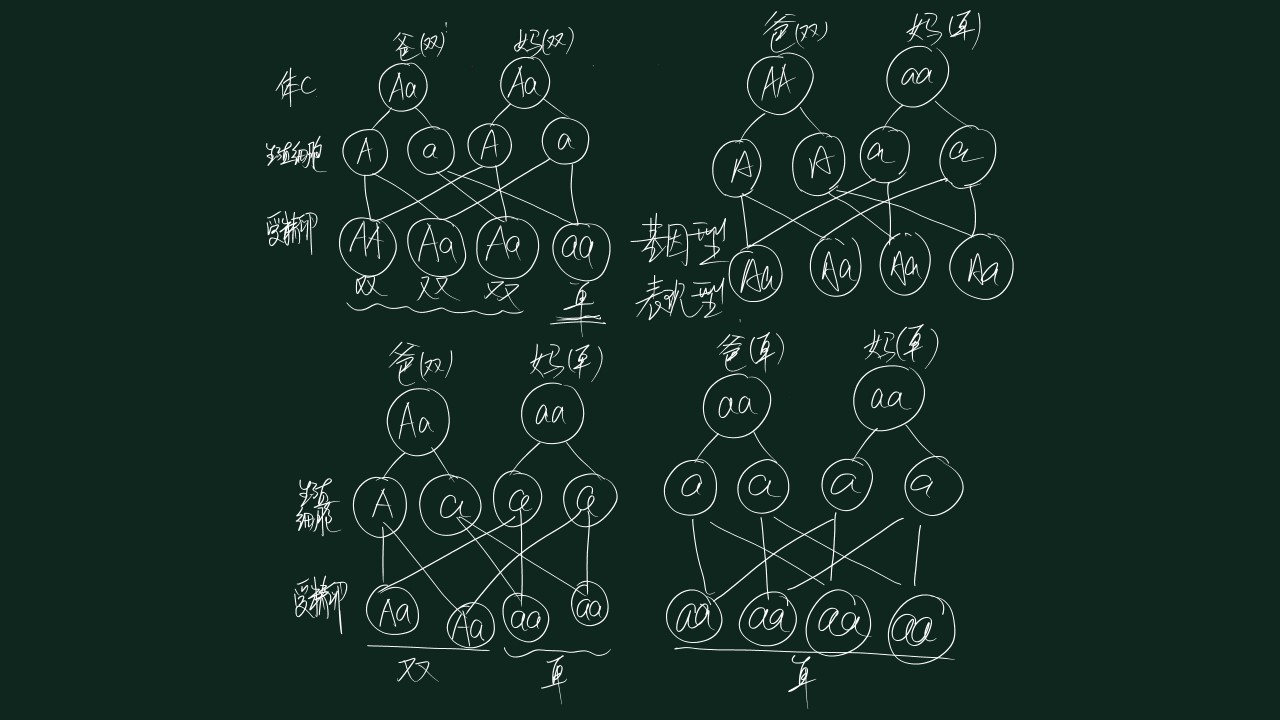 爸(双) 妈(双)
体C Aa Aa
生殖细胞 A a A a
受精卵 AA Aa Aa aa
双 双 双 单
爸(双) 妈(单)
AA aa
A A a a
基因型 Aa Aa Aa Aa
表现型
爸(双) 妈(单)
Aa aa
生殖
细胞 A a a a
受精卵 Aa Aa aa aa
双 单
爸(单) 妈(单)
aa aa
a a a a
aa aa aa aa
单